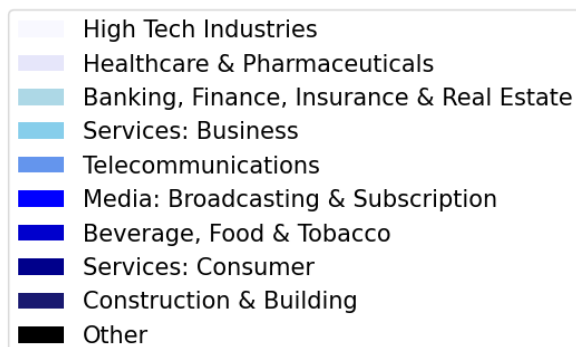 High Tech Industries
Healthcare & Pharmaceuticals
Banking, Finance, Insurance & Real Estate
Services: Business
Telecommunications
Media: Broadcasting & Subscription
Beverage, Food & Tobacco
Services: Consumer
Construction & Building
Other